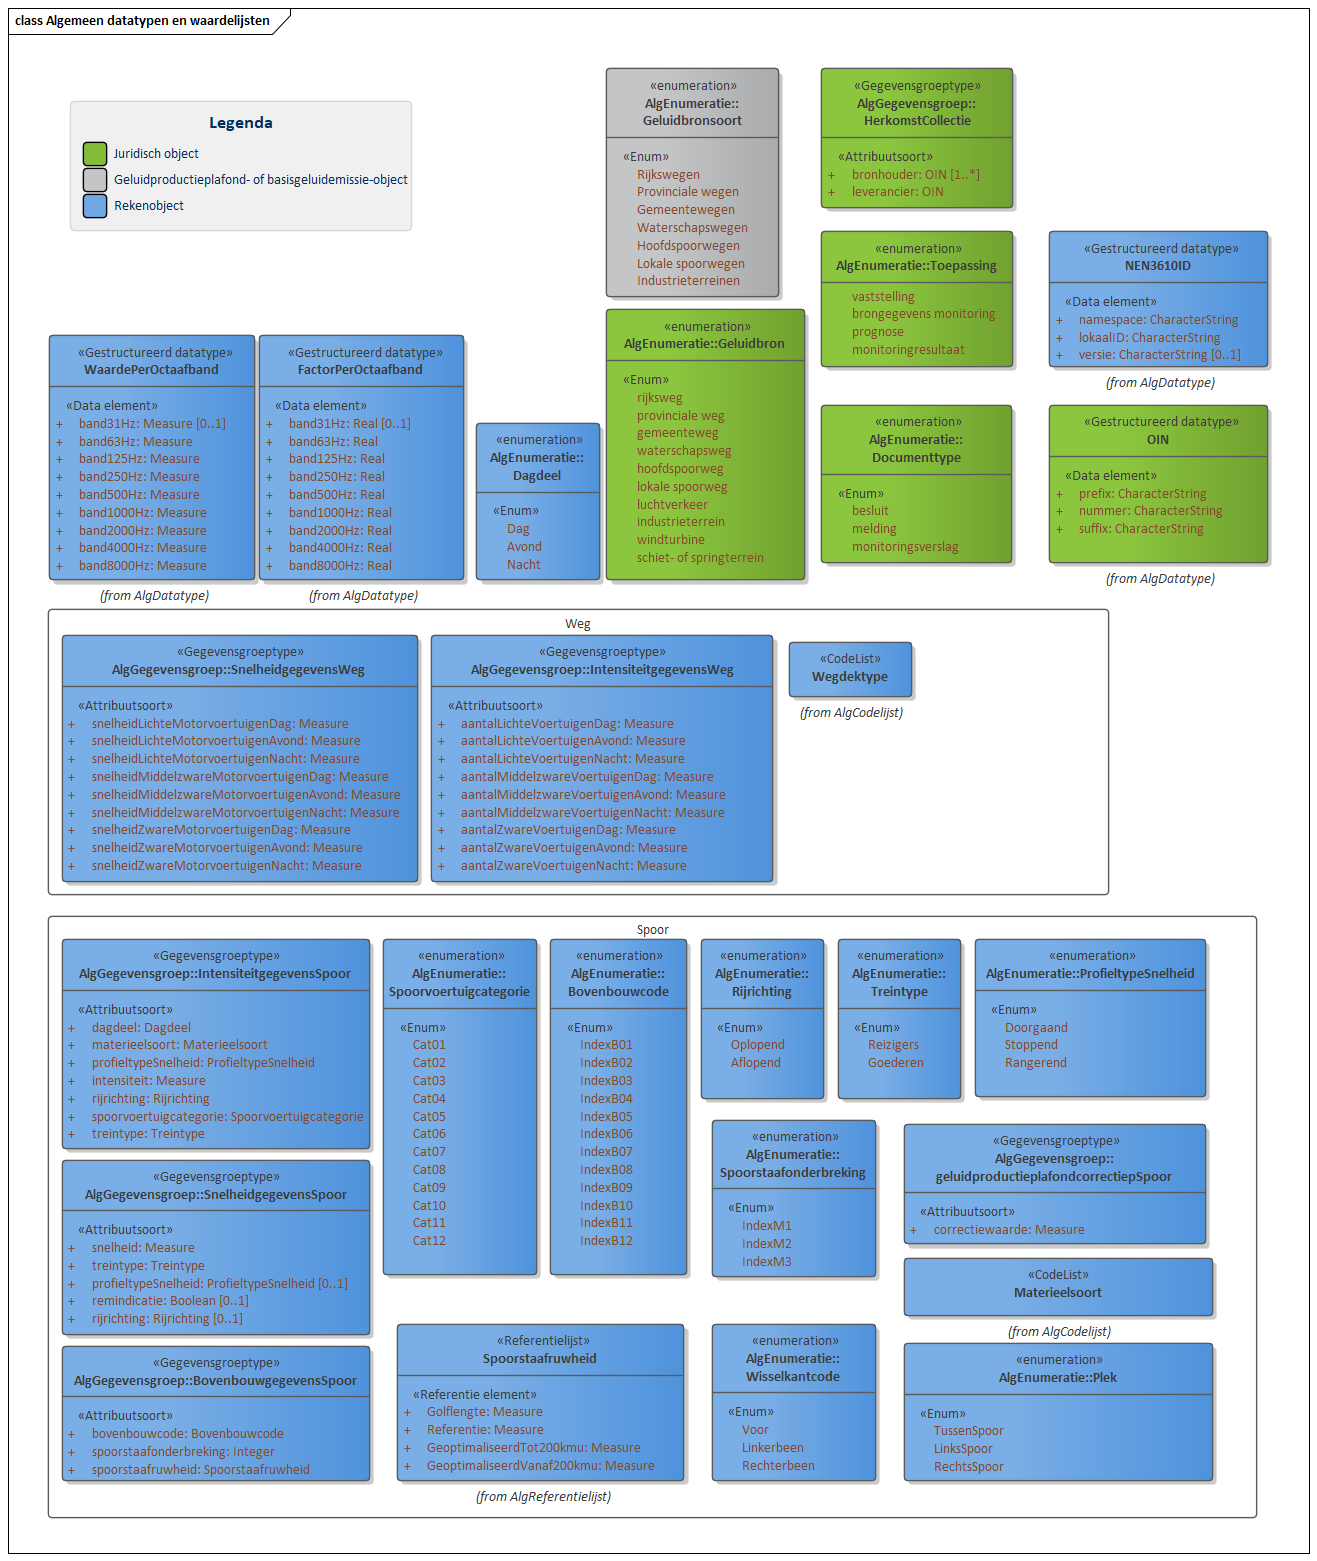 class Algemeen datatypen en waardelijsten
Legenda
Juridisch object
Geluidproductieplafond- of basisgeluidemissie-object
Rekenobject
«enumeration»
AlgEnumeratie::
Geluidbronsoort
«Enum»
Rijkswegen
Provinciale wegen
Gemeentewegen
Waterschapswegen
Hoofdspoorwegen
Lokale spoorwegen
Industrieterreinen
«Gegevensgroeptype»
AlgGegevensgroep::
HerkomstCollectie
«Attribuutsoort»
+ bronhouder: OIN [1..*]
+ leverancier: OIN
«enumeration»
AlgEnumeratie::Toepassing
vaststelling
brongegevens monitoring
prognose
monitoringresultaat
«Gestructureerd datatype»
NEN3610ID
«Data element»
+ namespace: CharacterString
+ lokaalID: CharacterString
+ versie: CharacterString [0..1]
(from AlgDatatype)
«Gestructureerd datatype»
WaardePerOctaafband
«Data element»
+ band31Hz: Measure [0..1]
+ band63Hz: Measure
+ band125Hz: Measure
+ band250Hz: Measure
+ band500Hz: Measure
+ band1000Hz: Measure
+ band2000Hz: Measure
+ band4000Hz: Measure
+ band8000Hz: Measure
(from AlgDatatype)
«Gestructureerd datatype»
FactorPerOctaafband
«Data element»
+ band31Hz: Real [0..1]
+ band63Hz: Real
+ band125Hz: Real
+ band250Hz: Real
+ band500Hz: Real
+ band1000Hz: Real
+ band2000Hz: Real
+ band4000Hz: Real
+ band8000Hz: Real
(from AlgDatatype)
«enumeration»
AlgEnumeratie::
Dagdeel
«Enum»
Dag
Avond
Nacht
«enumeration»
AlgEnumeratie::Geluidbron
«Enum»
rijksweg
provinciale weg
gemeenteweg
waterschapsweg
hoofdspoorweg
lokale spoorweg
luchtverkeer
industrieterrein
windturbine
schiet- of springterrein
«enumeration»
AlgEnumeratie::
Documenttype
«Enum»
besluit
melding
monitoringsverslag
«Gestructureerd datatype»
OIN
«Data element»
+ prefix: CharacterString
+ nummer: CharacterString
+ suffix: CharacterString
(from AlgDatatype)
Weg
«Gegevensgroeptype»
AlgGegevensgroep::SnelheidgegevensWeg
«Attribuutsoort»
+ snelheidLichteMotorvoertuigenDag: Measure
+ snelheidLichteMotorvoertuigenAvond: Measure
+ snelheidLichteMotorvoertuigenNacht: Measure
+ snelheidMiddelzwareMotorvoertuigenDag: Measure
+ snelheidMiddelzwareMotorvoertuigenAvond: Measure
+ snelheidMiddelzwareMotorvoertuigenNacht: Measure
+ snelheidZwareMotorvoertuigenDag: Measure
+ snelheidZwareMotorvoertuigenAvond: Measure
+ snelheidZwareMotorvoertuigenNacht: Measure
«Gegevensgroeptype»
AlgGegevensgroep::IntensiteitgegevensWeg
«Attribuutsoort»
+ aantalLichteVoertuigenDag: Measure
+ aantalLichteVoertuigenAvond: Measure
+ aantalLichteVoertuigenNacht: Measure
+ aantalMiddelzwareVoertuigenDag: Measure
+ aantalMiddelzwareVoertuigenAvond: Measure
+ aantalMiddelzwareVoertuigenNacht: Measure
+ aantalZwareVoertuigenDag: Measure
+ aantalZwareVoertuigenAvond: Measure
+ aantalZwareVoertuigenNacht: Measure
«CodeList»
Wegdektype
(from AlgCodelijst)
Spoor
«Gegevensgroeptype»
AlgGegevensgroep::IntensiteitgegevensSpoor
«Attribuutsoort»
+ dagdeel: Dagdeel
+ materieelsoort: Materieelsoort
+ profieltypeSnelheid: ProfieltypeSnelheid
+ intensiteit: Measure
+ rijrichting: Rijrichting
+ spoorvoertuigcategorie: Spoorvoertuigcategorie
+ treintype: Treintype
«enumeration»
AlgEnumeratie::
Spoorvoertuigcategorie
«Enum»
Cat01
Cat02
Cat03
Cat04
Cat05
Cat06
Cat07
Cat08
Cat09
Cat10
Cat11
Cat12
«enumeration»
AlgEnumeratie::
Bovenbouwcode
«Enum»
IndexB01
IndexB02
IndexB03
IndexB04
IndexB05
IndexB06
IndexB07
IndexB08
IndexB09
IndexB10
IndexB11
IndexB12
«enumeration»
AlgEnumeratie::
Rijrichting
«Enum»
Oplopend
Aflopend
«enumeration»
AlgEnumeratie::
Treintype
«Enum»
Reizigers
Goederen
«enumeration»
AlgEnumeratie::ProfieltypeSnelheid
«Enum»
Doorgaand
Stoppend
Rangerend
«enumeration»
AlgEnumeratie::
Spoorstaafonderbreking
«Enum»
IndexM1
IndexM2
IndexM3
«Gegevensgroeptype»
AlgGegevensgroep::
geluidproductieplafondcorrectiepSpoor
«Attribuutsoort»
+ correctiewaarde: Measure
«Gegevensgroeptype»
AlgGegevensgroep::SnelheidgegevensSpoor
«Attribuutsoort»
+ snelheid: Measure
+ treintype: Treintype
+ profieltypeSnelheid: ProfieltypeSnelheid [0..1]
+ remindicatie: Boolean [0..1]
+ rijrichting: Rijrichting [0..1]
«CodeList»
Materieelsoort
(from AlgCodelijst)
«Gegevensgroeptype»
AlgGegevensgroep::BovenbouwgegevensSpoor
«Attribuutsoort»
+ bovenbouwcode: Bovenbouwcode
+ spoorstaafonderbreking: Integer
+ spoorstaafruwheid: Spoorstaafruwheid
«Referentielijst»
Spoorstaafruwheid
«Referentie element»
+ Golflengte: Measure
+ Referentie: Measure
+ GeoptimaliseerdTot200kmu: Measure
+ GeoptimaliseerdVanaf200kmu: Measure
(from AlgReferentielijst)
«enumeration»
AlgEnumeratie::
Wisselkantcode
«Enum»
Voor
Linkerbeen
Rechterbeen
«enumeration»
AlgEnumeratie::Plek
«Enum»
TussenSpoor
LinksSpoor
RechtsSpoor